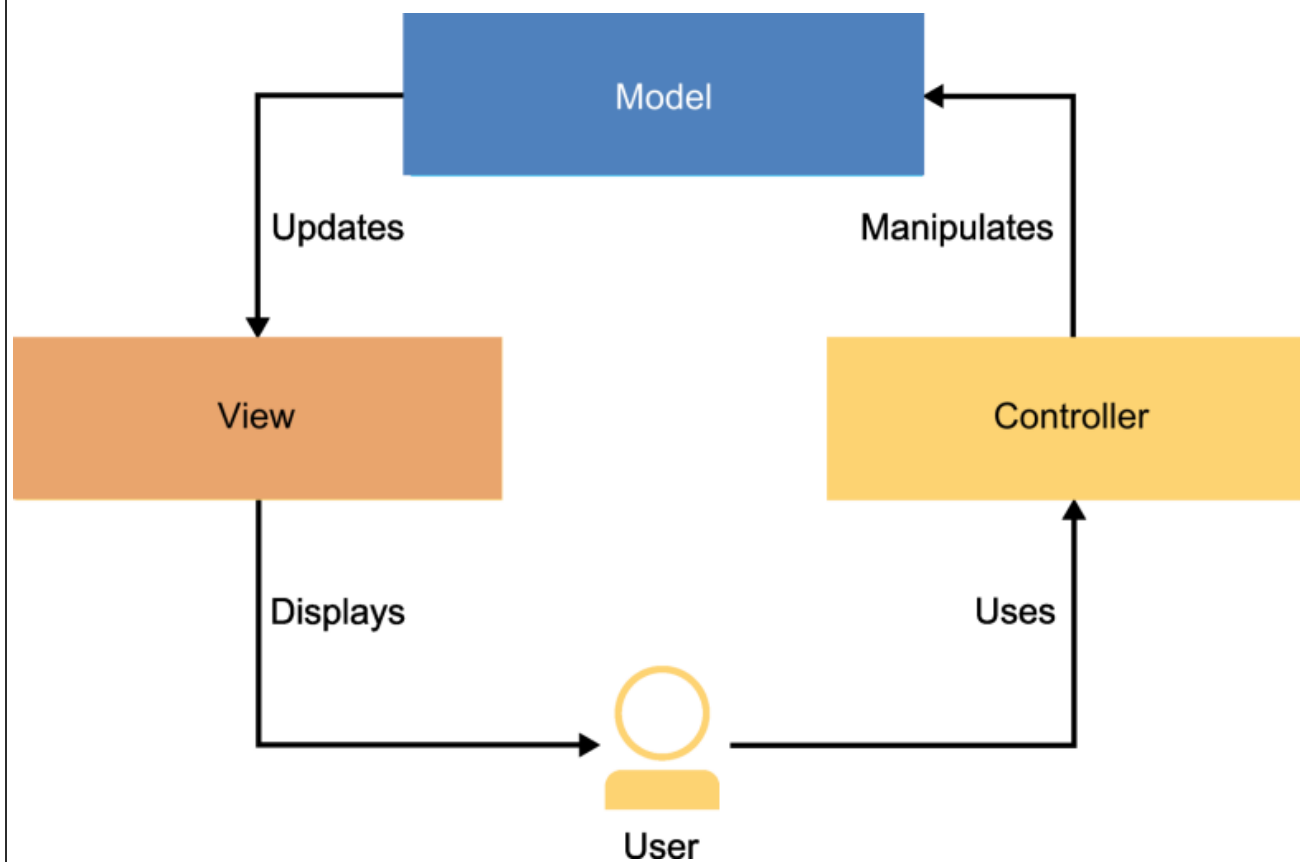 Model
Updates
Manipulates
View
Controller
Displays
Uses
User